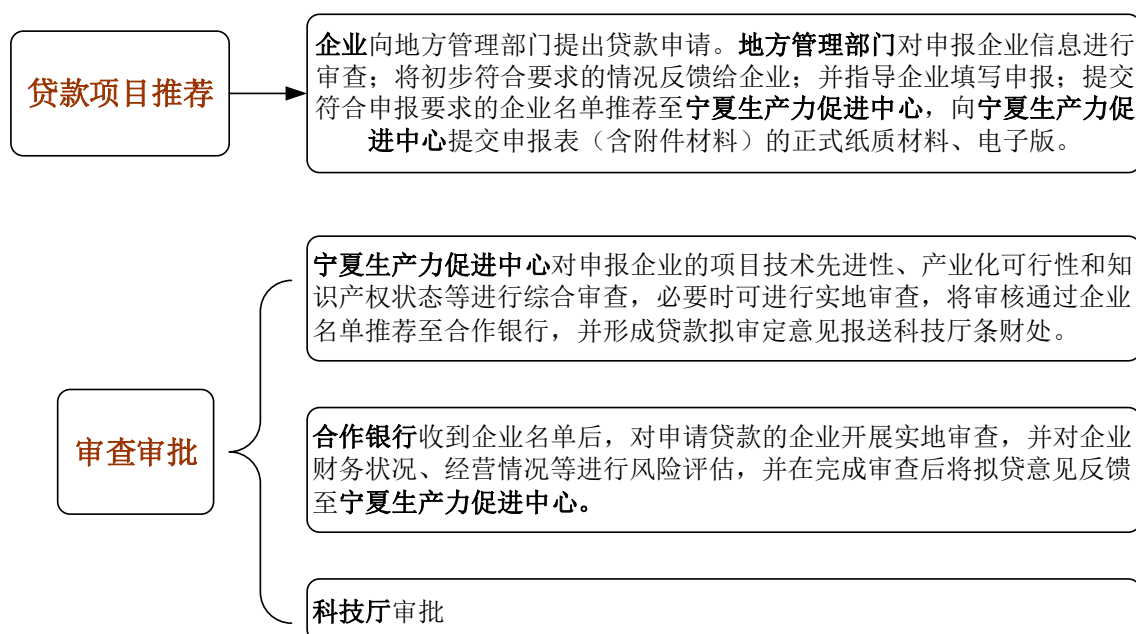 贷款项目推荐
企业向地方管理部门提出贷款申请。地方管理部门对申报企业信息进行
审查；将初步符合要求的情况反馈给企业；并指导企业填写申报；提交
符合申报要求的企业名单推荐至宁夏生产力促进中心，向宁夏生产力促
进中心提交申报表（含附件材料）的正式纸质材料、电子版。
审查审批
宁夏生产力促进中心对申报企业的项目技术先进性、产业化可行性和知
识产权状态等进行综合审查，必要时可进行实地审查，将审核通过企业
名单推荐至合作银行，并形成贷款拟审定意见报送科技厅条财处。
合作银行收到企业名单后，对申请贷款的企业开展实地审查，并对企业
财务状况、经营情况等进行风险评估，并在完成审查后将拟贷意见反馈
至宁夏生产力促进中心。
科技厅审批